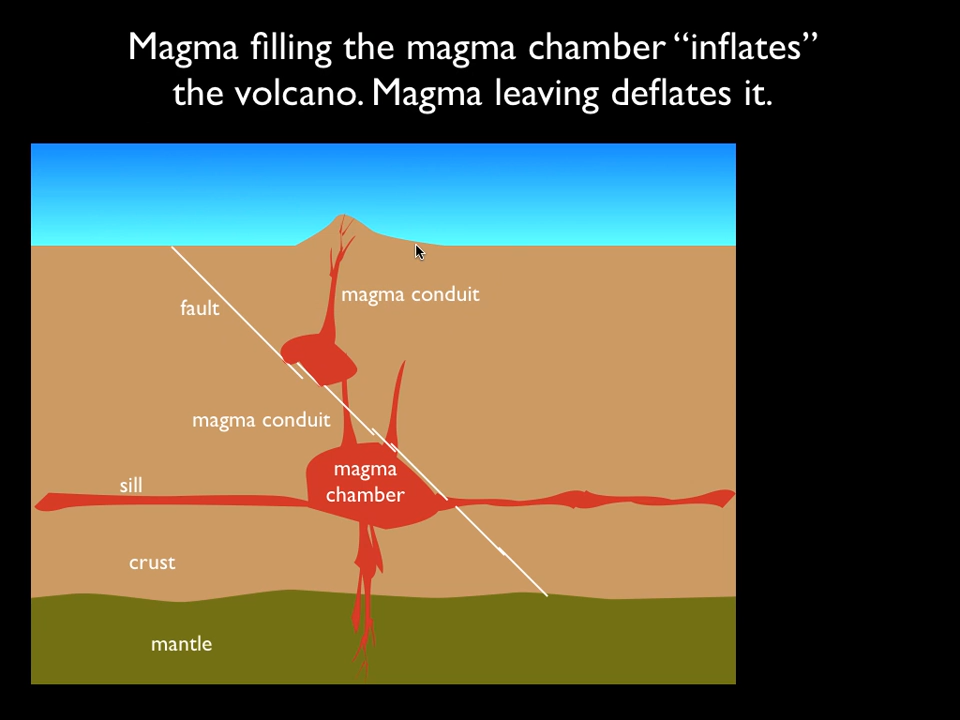 Magma filling the magma chamber “inflates”
the volcano. Magma leaving deflates it.
magma conduit
fault
magma conduit
magma
chamber
sill
crust
mantle